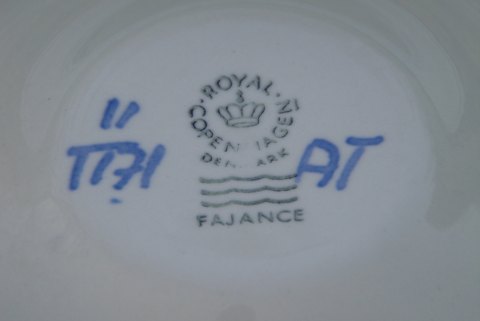 ROYAL
COPENHAGEN
DENMARK
AT
FAJANCE